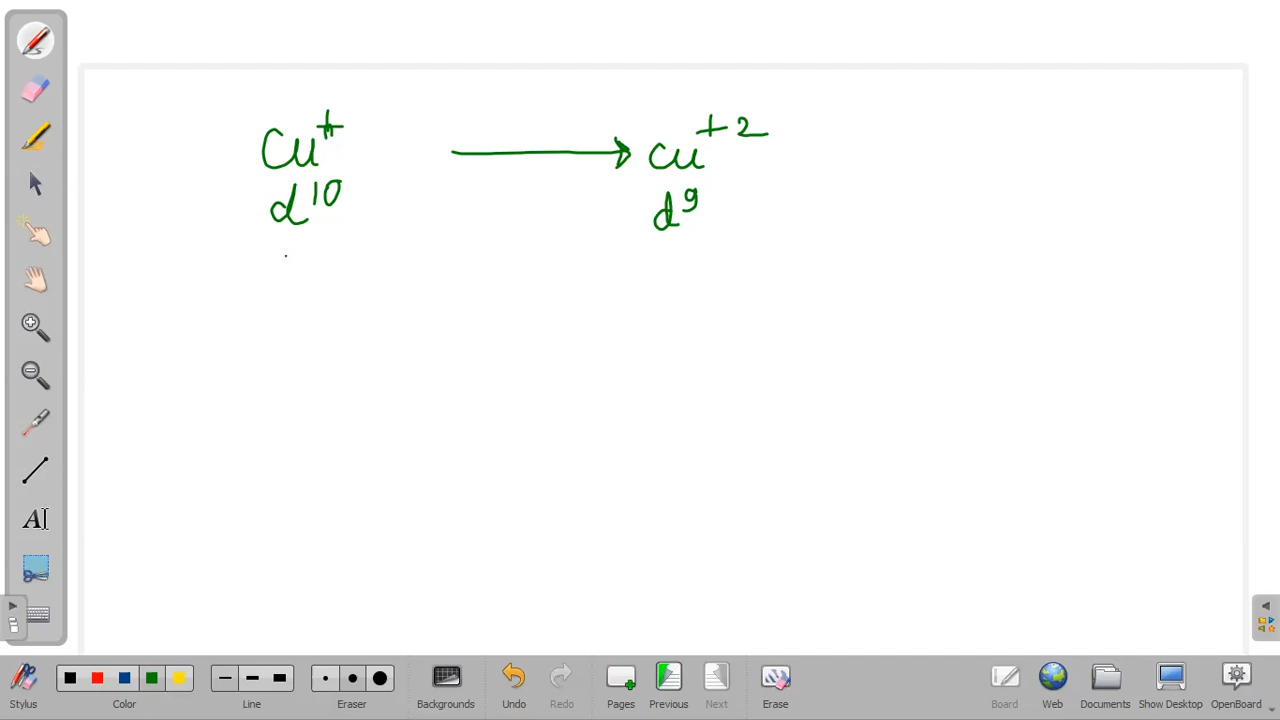 Cu⁺ → Cu⁺²
d¹⁰ d⁹
Stylus Color Line Eraser Backgrounds Undo Redo Pages Previous Next Erase Board Web Documents Show Desktop OpenBoard